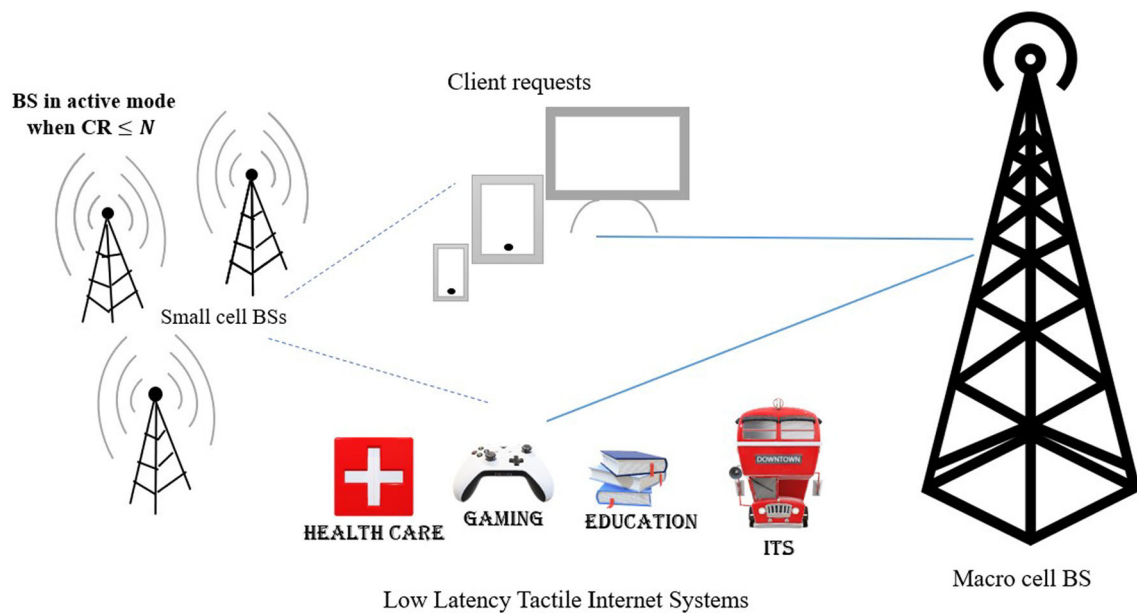 Client requests
BS in active mode
when CR ≤ N
Small cell BSs
DOWNTOWN
HEALTH CARE
GAMING
EDUCATION
ITS
Macro cell BS
Low Latency Tactile Internet Systems